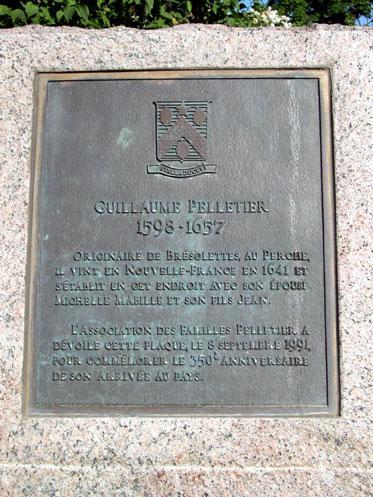 GUILLAUME PELLETIER
1598-1657
ORIGINAIRE DE BRÉSOLETTES, AU PERCHE,
IL VINT EN NOUVELLE-FRANCE EN 1641 ET
S'ÉTABLIT EN CET ENDROIT AVEC SON ÉPOUSE
MICHELLE MABILLE ET SON FILS JEAN.
L'ASSOCIATION DES FAMILLES PELLETIER A
DÉVOILÉ CETTE PLAQUE, LE 8 SEPTEMBRE 1991,
POUR COMMÉMORER LE 350E ANNIVERSAIRE
DE SON ARRIVÉE AU PAYS.